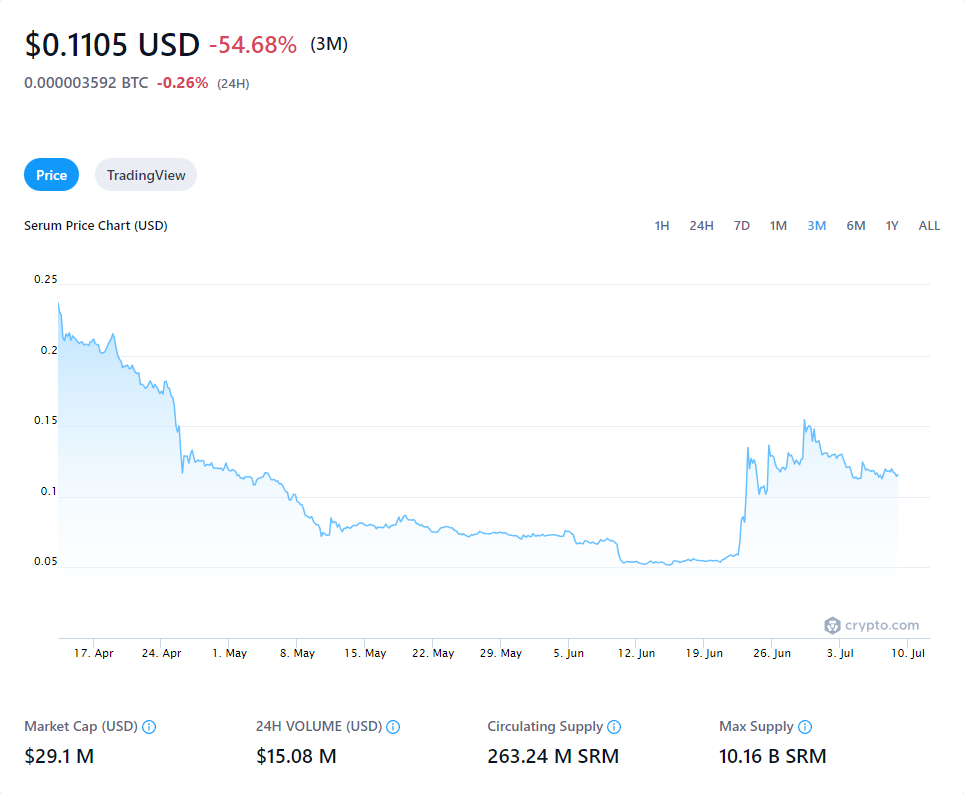 $0.1105 USD -54.68% (3M)
0.000003592 BTC -0.26% (24H)
Price TradingView
Serum Price Chart (USD) 1H 24H 7D 1M 3M 6M 1Y ALL
0.25
0.2
0.15
0.1
0.05
crypto.com
17. Apr 24. Apr 1. May 8. May 15. May 22. May 29. May 5. Jun 12. Jun 19. Jun 26. Jun 3. Jul 10. Jul
Market Cap (USD) 24H VOLUME (USD) Circulating Supply Max Supply
$29.1 M $15.08 M 263.24 M SRM 10.16 B SRM